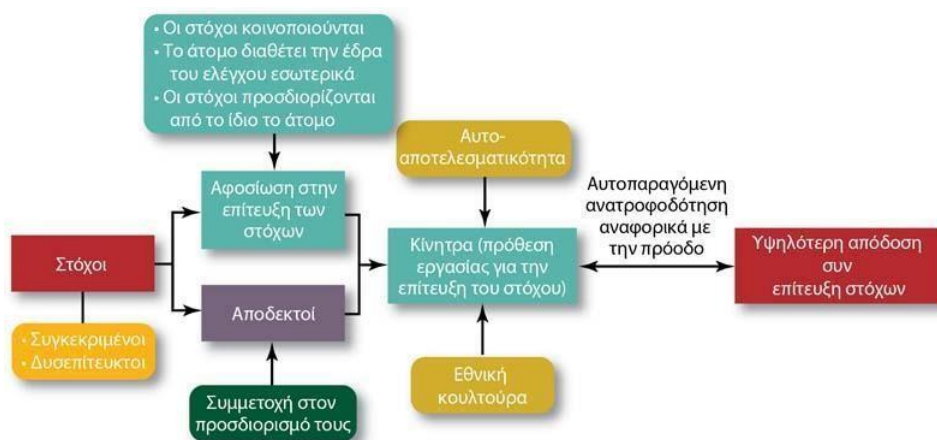 • Οι στόχοι κοινοποιούνται
• Το άτομο διαθέτει την έδρα
του ελέγχου εσωτερικά
• Οι στόχοι προσδιορίζονται
από το ίδιο το άτομο
Αυτο-
αποτελεσματικότητα
Αφοσίωση στην
επίτευξη των
στόχων
Αυτοπαραγόμενη
ανατροφοδότηση
αναφορικά με
την πρόοδο
Στόχοι
Κίνητρα (πρόθεση
εργασίας για την
επίτευξη του στόχου)
Υψηλότερη απόδοση
συν
επίτευξη στόχων
Αποδεκτοί
• Συγκεκριμένοι
• Δυσεπίτευκτοι
Συμμετοχή στον
προσδιορισμό τους
Εθνική
κουλτούρα